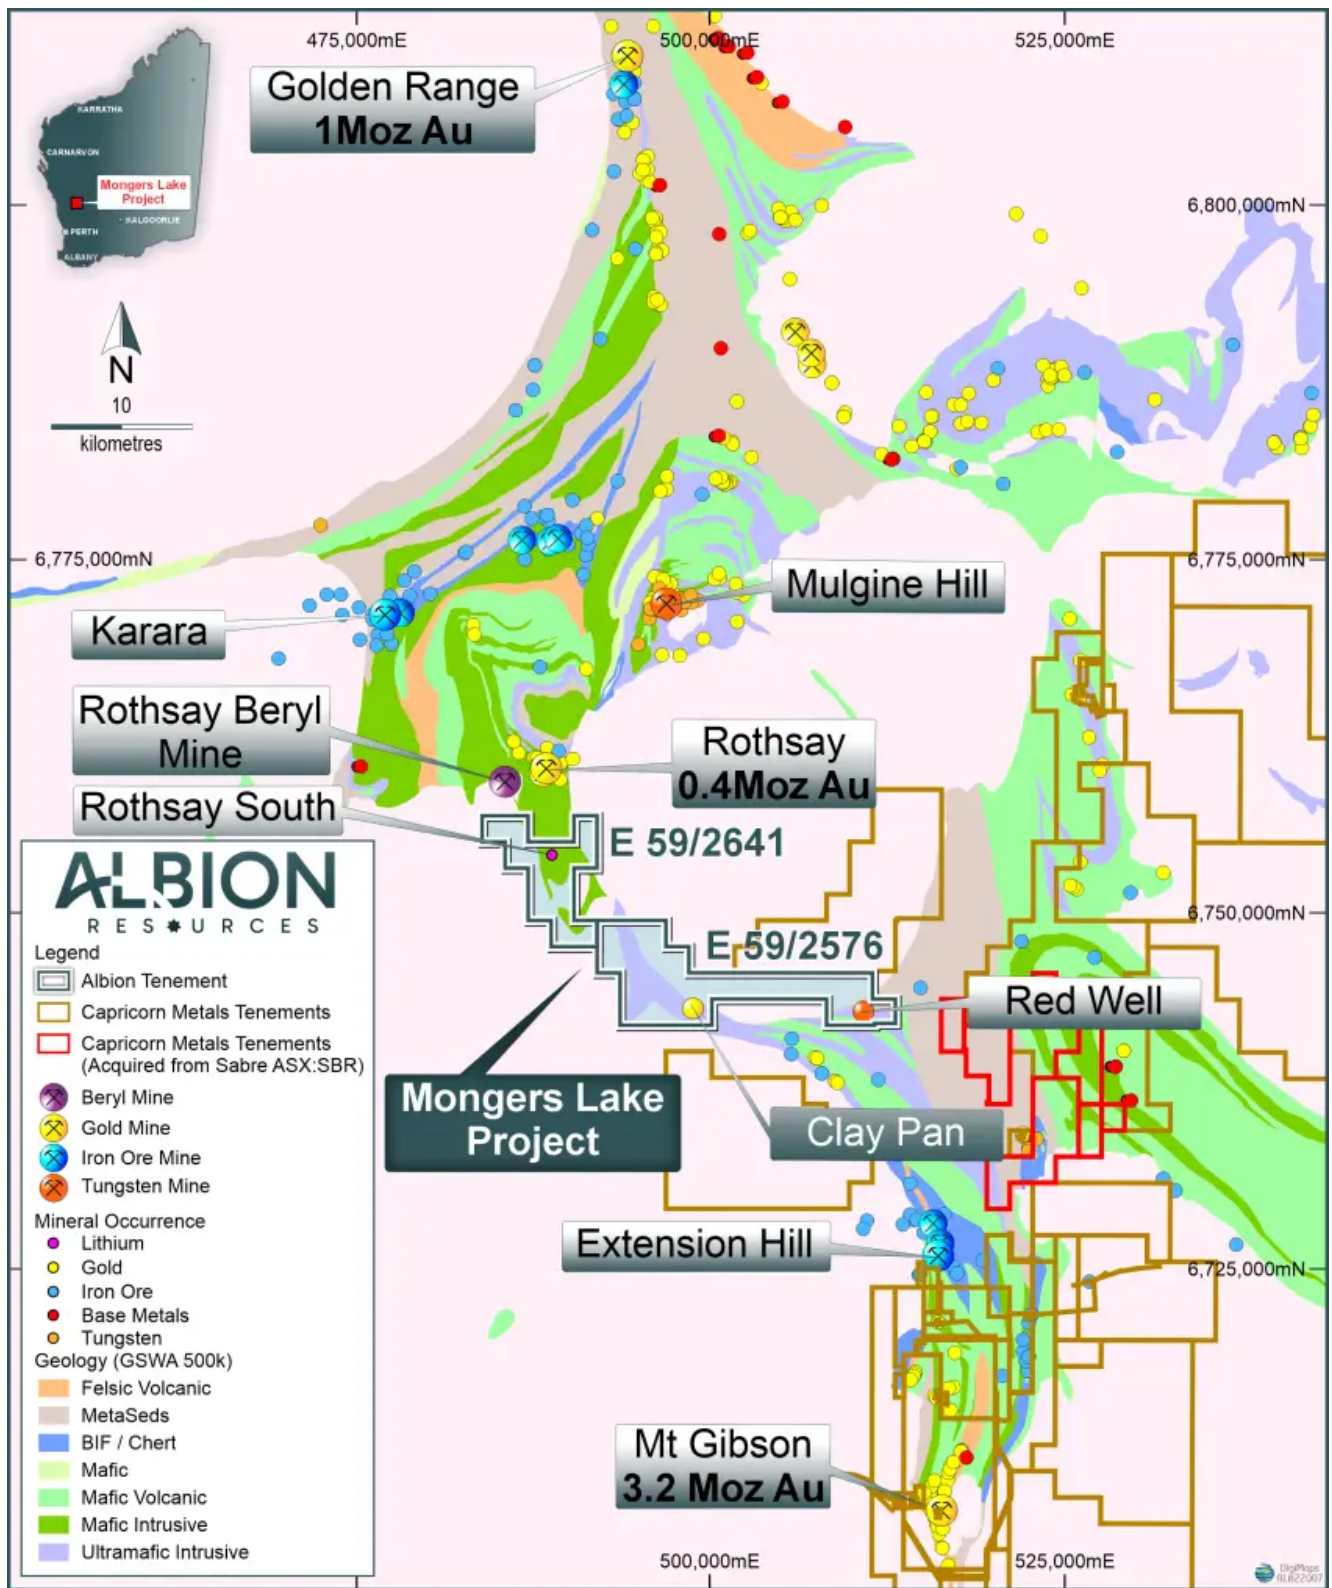 475,000mE
500,000mE
525,000mE
Golden Range
1Moz Au
KARRATHA
CARNARVON
Mongers Lake
Project
KALGOORLIE
PERTH
ALBANY
6,800,000mN
N
10
kilometres
6,775,000mN
6,775,000mN
Mulgine Hill
Karara
Rothsay Beryl
Mine
Rothsay
0.4Moz Au
Rothsay South
E 59/2641
ALBION
RESOURCES
6,750,000mN
E 59/2576
Red Well
Legend
Albion Tenement
Capricorn Metals Tenements
Capricorn Metals Tenements
(Acquired from Sabre ASX:SBR)
Beryl Mine
Gold Mine
Iron Ore Mine
Tungsten Mine
Mineral Occurrence
Lithium
Gold
Iron Ore
Base Metals
Tungsten
Geology (GSWA 500k)
Felsic Volcanic
MetaSeds
BIF / Chert
Mafic
Mafic Volcanic
Mafic Intrusive
Ultramafic Intrusive
Mongers Lake
Project
Clay Pan
Extension Hill
6,725,000mN
Mt Gibson
3.2 Moz Au
500,000mE
525,000mE
DigiMaps
ALB22007